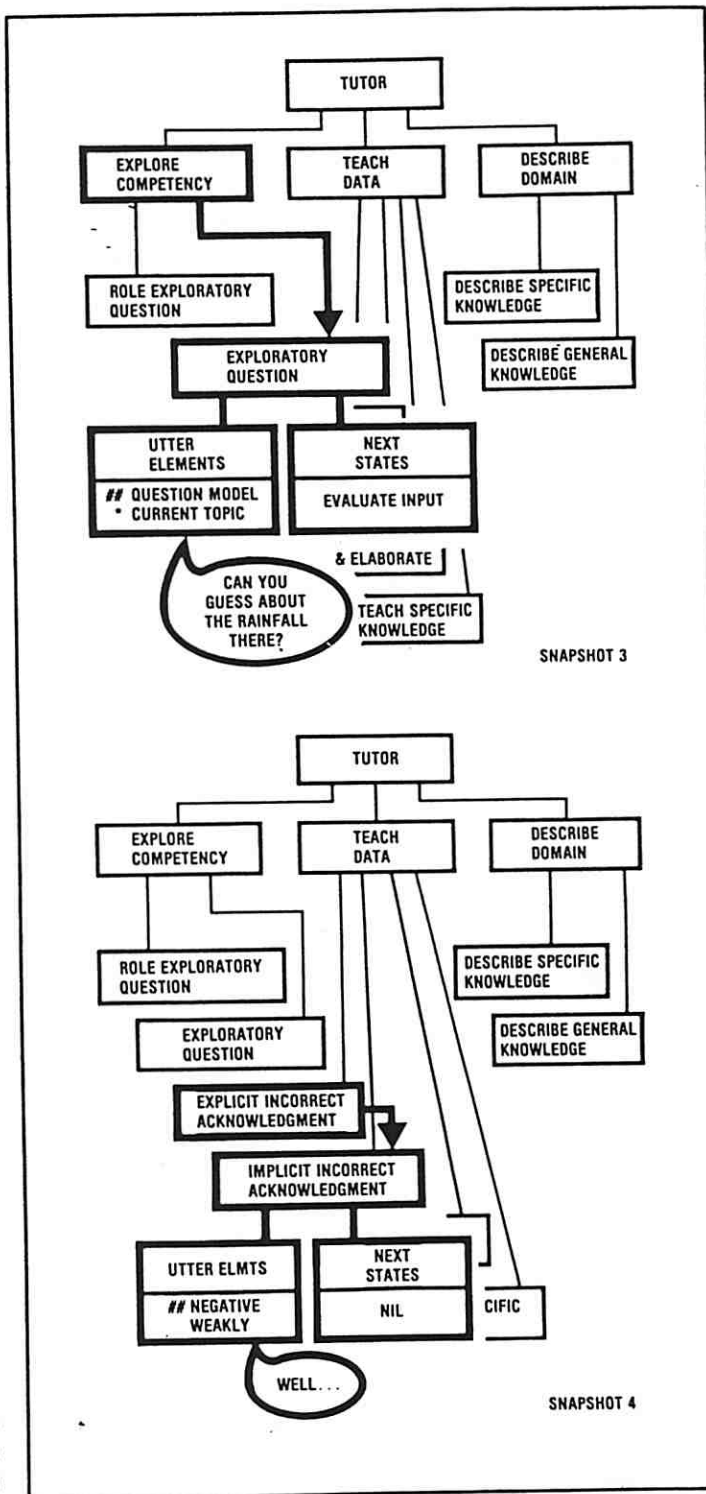 TUTOR
EXPLORE
COMPETENCY
TEACH
DATA
DESCRIBE
DOMAIN
ROLE EXPLORATORY
QUESTION
DESCRIBE SPECIFIC
KNOWLEDGE
EXPLORATORY
QUESTION
DESCRIBE GENERAL
KNOWLEDGE
UTTER
ELEMENTS
## QUESTION MODEL
* CURRENT TOPIC
NEXT
STATES
EVALUATE INPUT
& ELABORATE
CAN YOU
GUESS ABOUT
THE RAINFALL
THERE?
TEACH SPECIFIC
KNOWLEDGE
SNAPSHOT 3
TUTOR
EXPLORE
COMPETENCY
TEACH
DATA
DESCRIBE
DOMAIN
ROLE EXPLORATORY
QUESTION
DESCRIBE SPECIFIC
KNOWLEDGE
EXPLORATORY
QUESTION
DESCRIBE GENERAL
KNOWLEDGE
EXPLICIT INCORRECT
ACKNOWLEDGMENT
IMPLICIT INCORRECT
ACKNOWLEDGMENT
UTTER ELMTS
## NEGATIVE
WEAKLY
NEXT
STATES
NIL
CIFIC
WELL...
SNAPSHOT 4